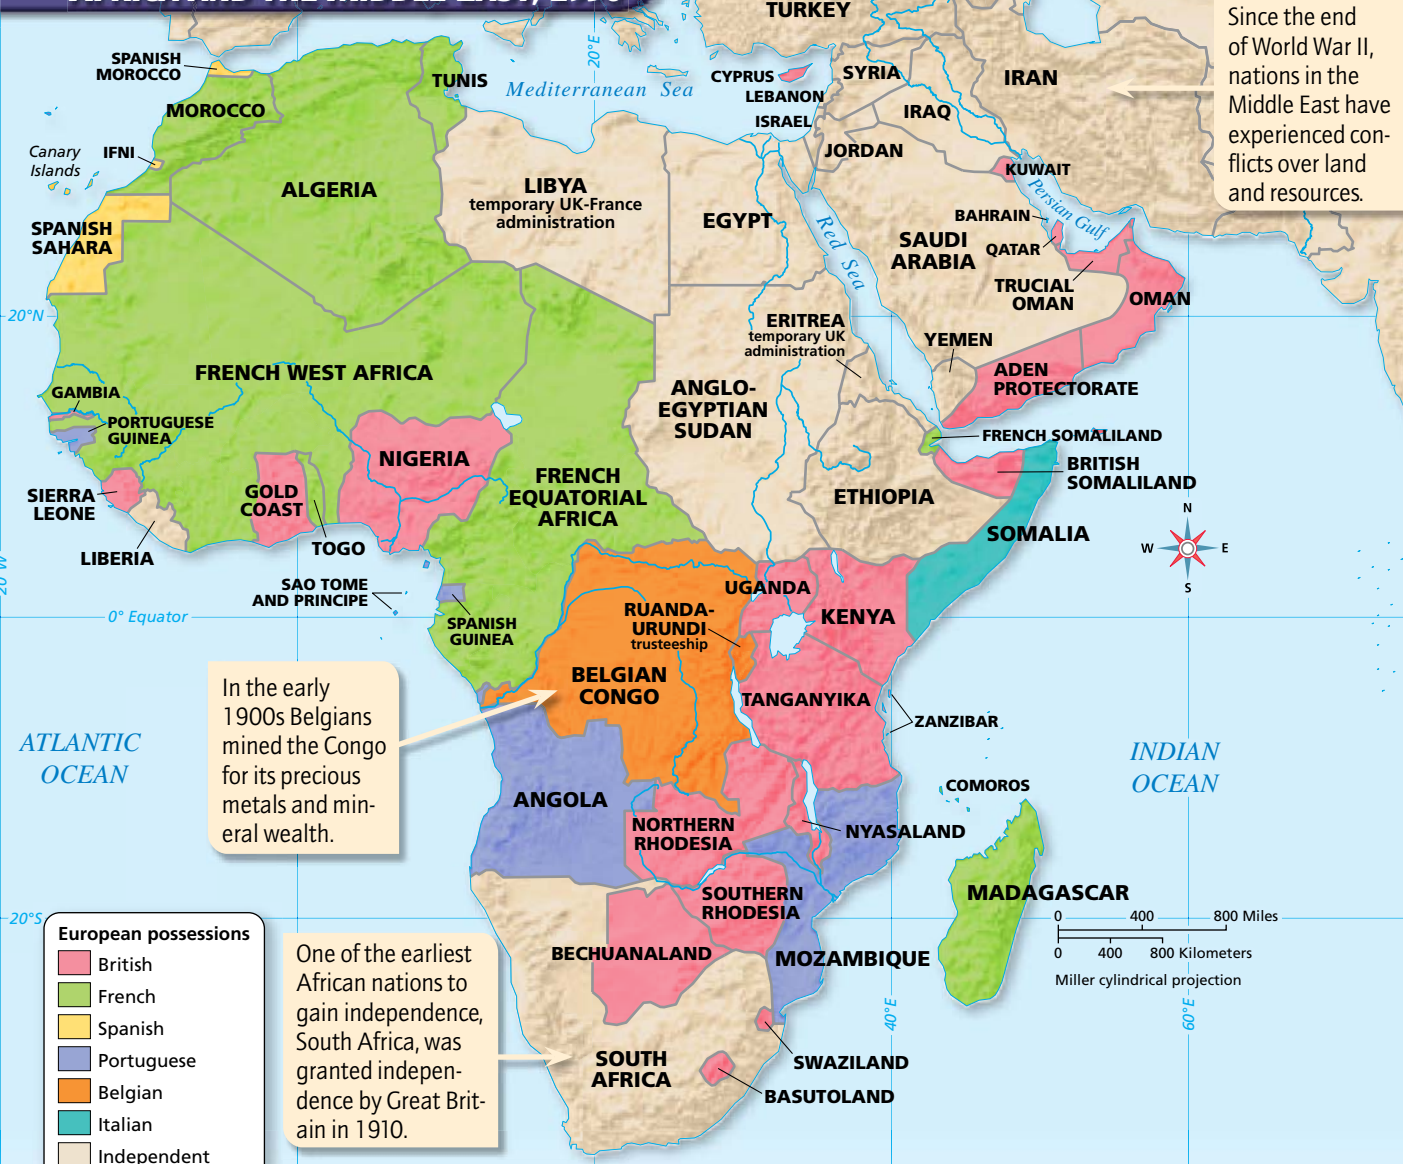 AFRICA AND THE MIDDLE EAST,
TURKEY
SPANISH
MOROCCO
TUNIS
Mediterranean Sea
20°E
CYPRUS
SYRIA
LEBANON
ISRAEL
IRAQ
IRAN
JORDAN
KUWAIT
Since the end
of World War II,
nations in the
Middle East have
experienced con-
flicts over land
and resources.
MOROCCO
Canary
Islands
IFNI
ALGERIA
LIBYA
temporary UK-France
administration
EGYPT
Red Sea
Persian Gulf
BAHRAIN
QATAR
SAUDI
ARABIA
TRUCIAL
OMAN
OMAN
SPANISH
SAHARA
20°N
ERITREA
temporary UK
administration
YEMEN
ADEN
PROTECTORATE
FRENCH WEST AFRICA
GAMBIA
PORTUGUESE
GUINEA
ANGLO-
EGYPTIAN
SUDAN
FRENCH SOMALILAND
BRITISH
SOMALILAND
NIGERIA
SIERRA
LEONE
GOLD
COAST
FRENCH
EQUATORIAL
AFRICA
ETHIOPIA
SOMALIA
LIBERIA
TOGO
N
W
E
S
20°W
SAO TOME
AND PRINCIPE
0° Equator
SPANISH
GUINEA
UGANDA
RUANDA-
URUNDI
trusteeship
KENYA
BELGIAN
CONGO
TANGANYIKA
ZANZIBAR
In the early
1900s Belgians
mined the Congo
for its precious
metals and min-
eral wealth.
ATLANTIC
OCEAN
INDIAN
OCEAN
COMOROS
ANGOLA
NORTHERN
RHODESIA
NYASALAND
MADAGASCAR
SOUTHERN
RHODESIA
20°S
0 400 800 Miles
0 400 800 Kilometers
Miller cylindrical projection
BECHUANALAND
MOZAMBIQUE
40°E
60°E
SOUTH
AFRICA
SWAZILAND
BASUTOLAND
One of the earliest
African nations to
gain independence,
South Africa, was
granted indepen-
dence by Great Brit-
ain in 1910.
European possessions
British
French
Spanish
Portuguese
Belgian
Italian
Independent